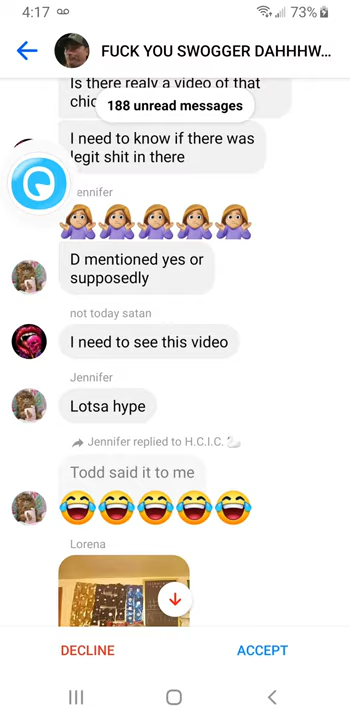 4:17
73%
FUCK YOU SWOGGER DAHHHW...
Is there realy a video of that
chic
188 unread messages
I need to know if there was
legit shit in there
ennifer
D mentioned yes or
supposedly
not today satan
I need to see this video
Jennifer
Lotsa hype
Jennifer replied to H.C.I.C.
Todd said it to me
Lorena
DECLINE
ACCEPT